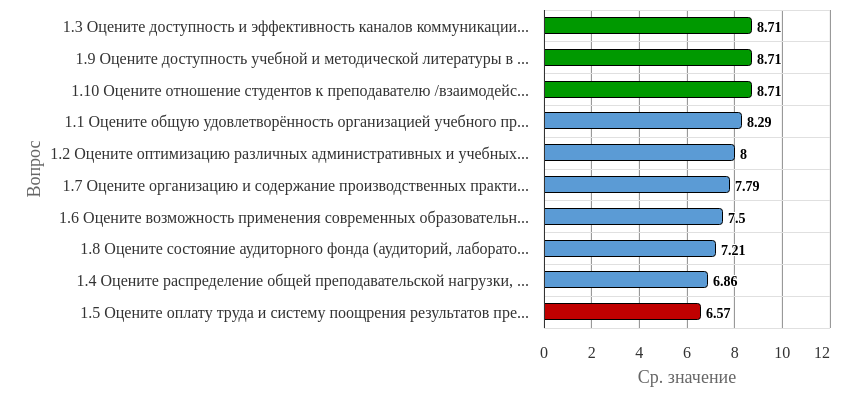 1.3 Оцените доступность и эффективность каналов коммуникации... 8.71
1.9 Оцените доступность учебной и методической литературы в ... 8.71
1.10 Оцените отношение студентов к преподавателю /взаимодейс... 8.71
1.1 Оцените общую удовлетворённость организацией учебного пр... 8.29
1.2 Оцените оптимизацию различных административных и учебных... 8
1.7 Оцените организацию и содержание производственных практи... 7.79
1.6 Оцените возможность применения современных образовательн... 7.5
1.8 Оцените состояние аудиторного фонда (аудиторий, лаборато... 7.21
1.4 Оцените распределение общей преподавательской нагрузки, ... 6.86
1.5 Оцените оплату труда и систему поощрения результатов пре... 6.57
Вопрос
0 2 4 6 8 10 12
Ср. значение